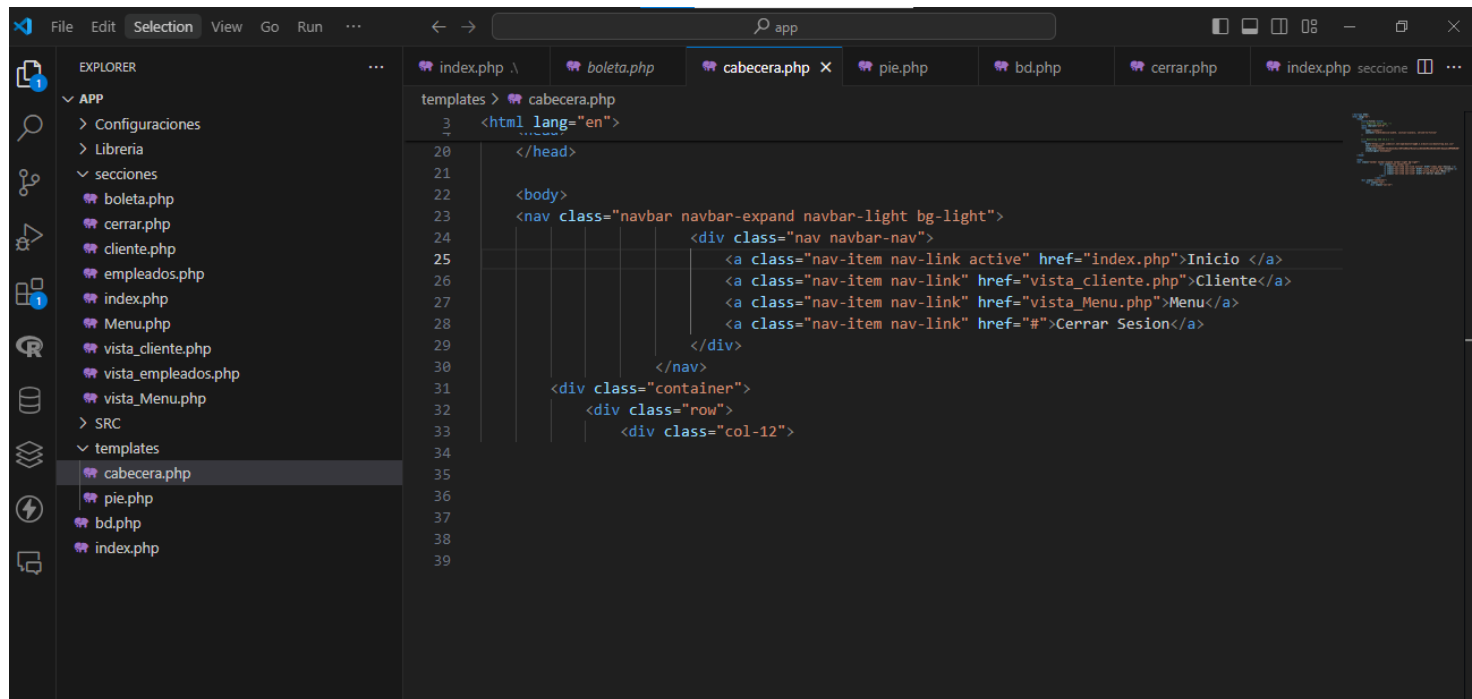 File Edit Selection View Go Run ···
app
EXPLORER ···
APP
Configuraciones
Libreria
secciones
boleta.php
cerrar.php
cliente.php
empleados.php
index.php
Menu.php
vista_cliente.php
vista_empleados.php
vista_Menu.php
SRC
templates
cabecera.php
pie.php
bd.php
index.php
1
1
index.php .\ boleta.php cabecera.php pie.php bd.php cerrar.php index.php seccione ···
templates > cabecera.php
3 <html lang="en">
20 </head>
21
22 <body>
23 <nav class="navbar navbar-expand navbar-light bg-light">
24 <div class="nav navbar-nav">
25 <a class="nav-item nav-link active" href="index.php">Inicio </a>
26 <a class="nav-item nav-link" href="vista_cliente.php">Cliente</a>
27 <a class="nav-item nav-link" href="vista_Menu.php">Menu</a>
28 <a class="nav-item nav-link" href="#">Cerrar Sesion</a>
29 </div>
30 </nav>
31 <div class="container">
32 <div class="row">
33 <div class="col-12">
34
35
36
37
38
39